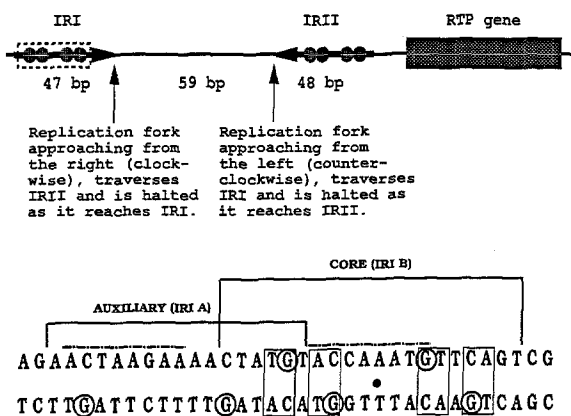 IRI IRII RTP gene
47 bp 59 bp 48 bp
Replication fork
approaching from
the right (clock-
wise), traverses
IRII and is halted
as it reaches IRI.
Replication fork
approaching from
the left (counter-
clockwise), traverses
IRI and is halted as
it reaches IRII.
CORE (IRI B)
AUXILIARY (IRI A)
AGAACTAAGAAAACTATGTACCAAATGTTCAGTCG
TCTTGATTCTTTTGATACATGGTTTACAAGTCAGC